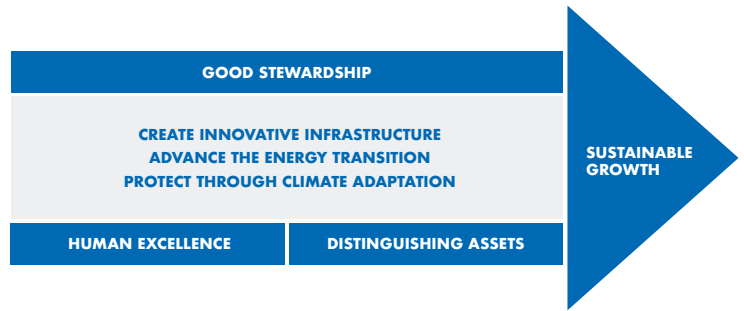 GOOD STEWARDSHIP
CREATE INNOVATIVE INFRASTRUCTURE
ADVANCE THE ENERGY TRANSITION
PROTECT THROUGH CLIMATE ADAPTATION
HUMAN EXCELLENCE
DISTINGUISHING ASSETS
SUSTAINABLE
GROWTH